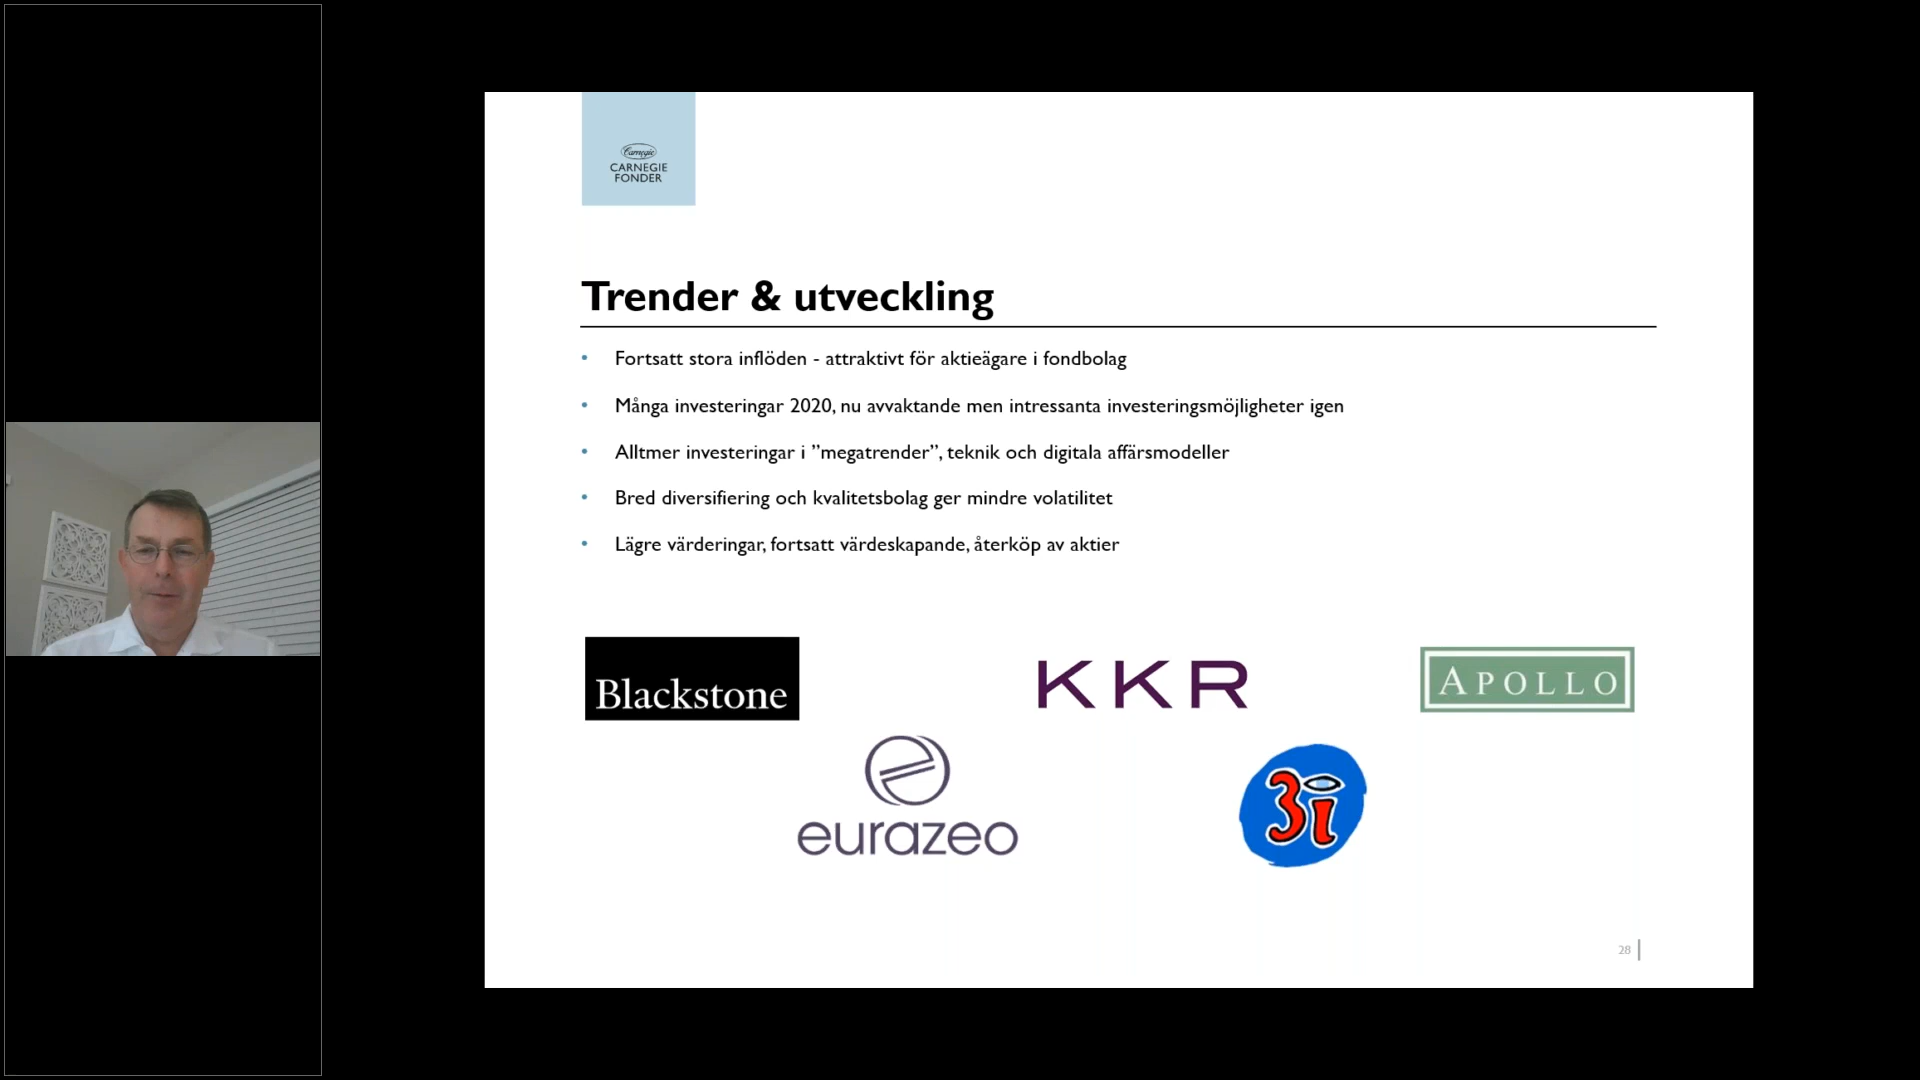 Carnegie
CARNEGIE
FONDER
Trender & utveckling
• Fortsatt stora inflöden - attraktivt för aktieägare i fondbolag
• Många investeringar 2020, nu avvaktande men intressanta investeringsmöjligheter igen
• Alltmer investeringar i ”megatrender”, teknik och digitala affärsmodeller
• Bred diversifiering och kvalitetsbolag ger mindre volatilitet
• Lägre värderingar, fortsatt värdeskapande, återköp av aktier
Blackstone
KKR
APOLLO
eurazeo
3i
28